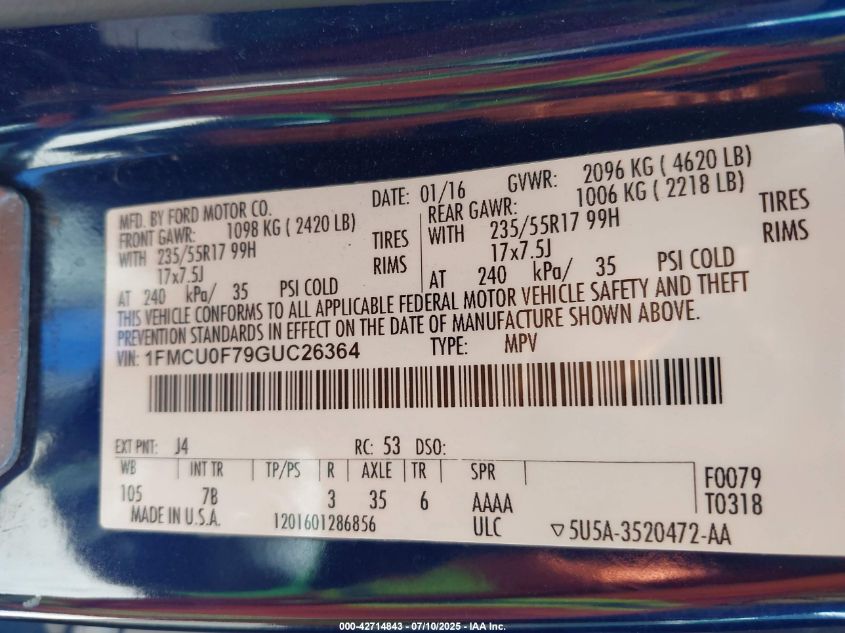 MFD. BY FORD MOTOR CO. DATE: 01/16 GVWR: 2096 KG ( 4620 LB)
FRONT GAWR: 1098 KG ( 2420 LB) REAR GAWR: 1006 KG ( 2218 LB)
WITH 235/55R17 99H TIRES WITH 235/55R17 99H TIRES
17x7.5J RIMS 17x7.5J RIMS
AT 240 kPa/ 35 PSI COLD AT 240 kPa/ 35 PSI COLD
THIS VEHICLE CONFORMS TO ALL APPLICABLE FEDERAL MOTOR VEHICLE SAFETY AND THEFT
PREVENTION STANDARDS IN EFFECT ON THE DATE OF MANUFACTURE SHOWN ABOVE.
VIN: 1FMCU0F79GUC26364 TYPE: MPV
EXT PNT: J4 RC: 53 DSO:
WB INT TR TP/PS R AXLE TR SPR F0079
105 7B 3 35 6 AAAA T0318
MADE IN U.S.A. 1201601286856 ULC ▽5U5A-3520472-AA
000-42714843 - 07/10/2025 - IAA Inc.